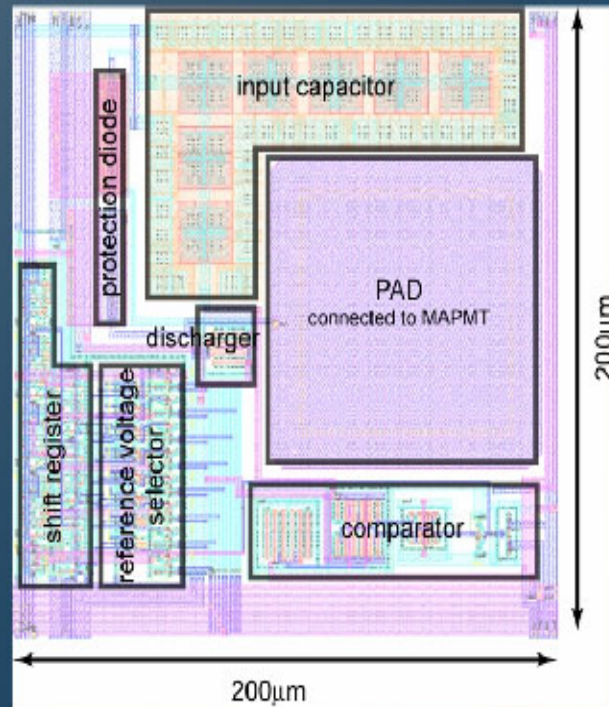 input capacitor
protection diode
PAD
connected to MAPMT
discharger
shift register
reference voltage
selector
comparator
200μm
200μm